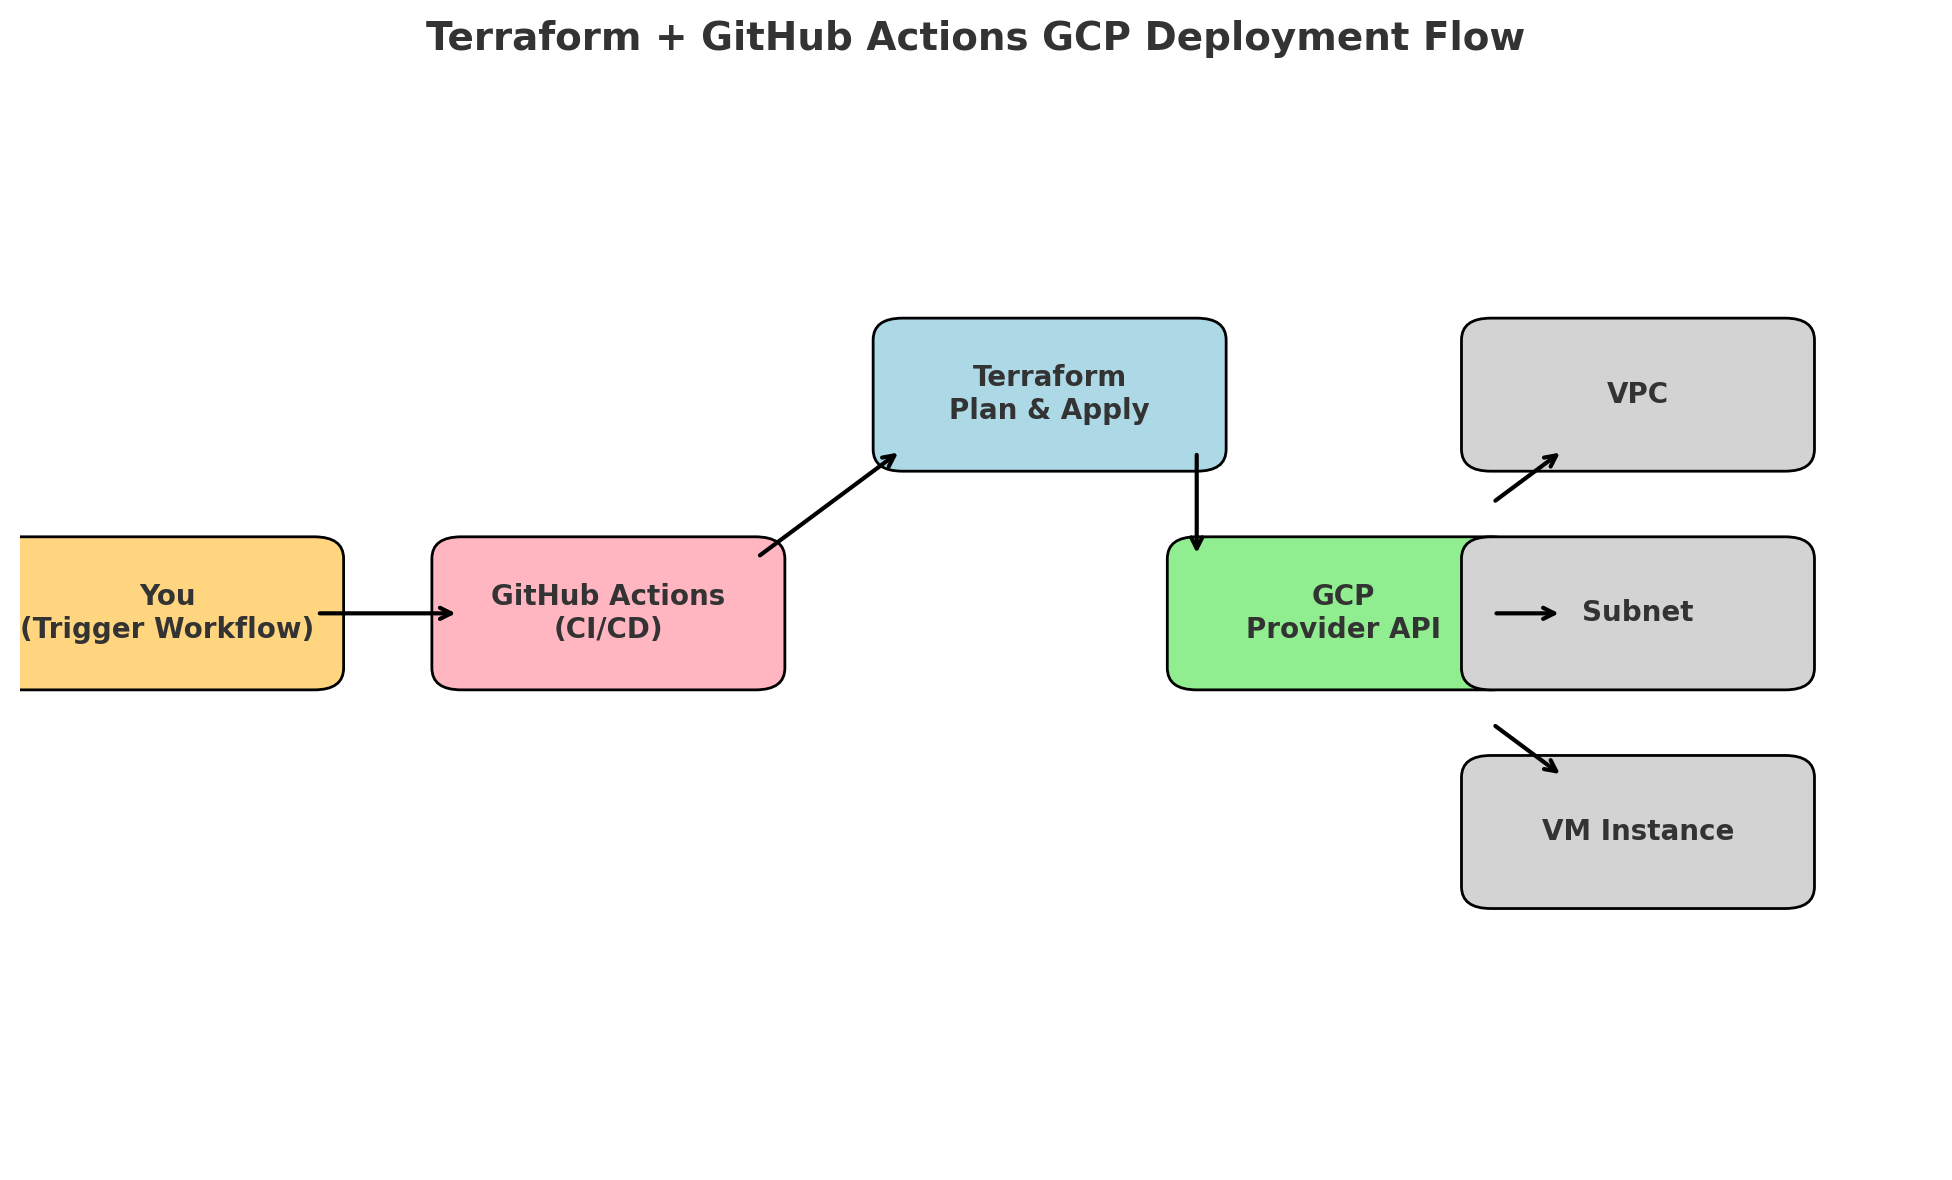 Terraform + GitHub Actions GCP Deployment Flow
You
(Trigger Workflow)
GitHub Actions
(CI/CD)
Terraform
Plan & Apply
GCP
Provider API
VPC
Subnet
VM Instance